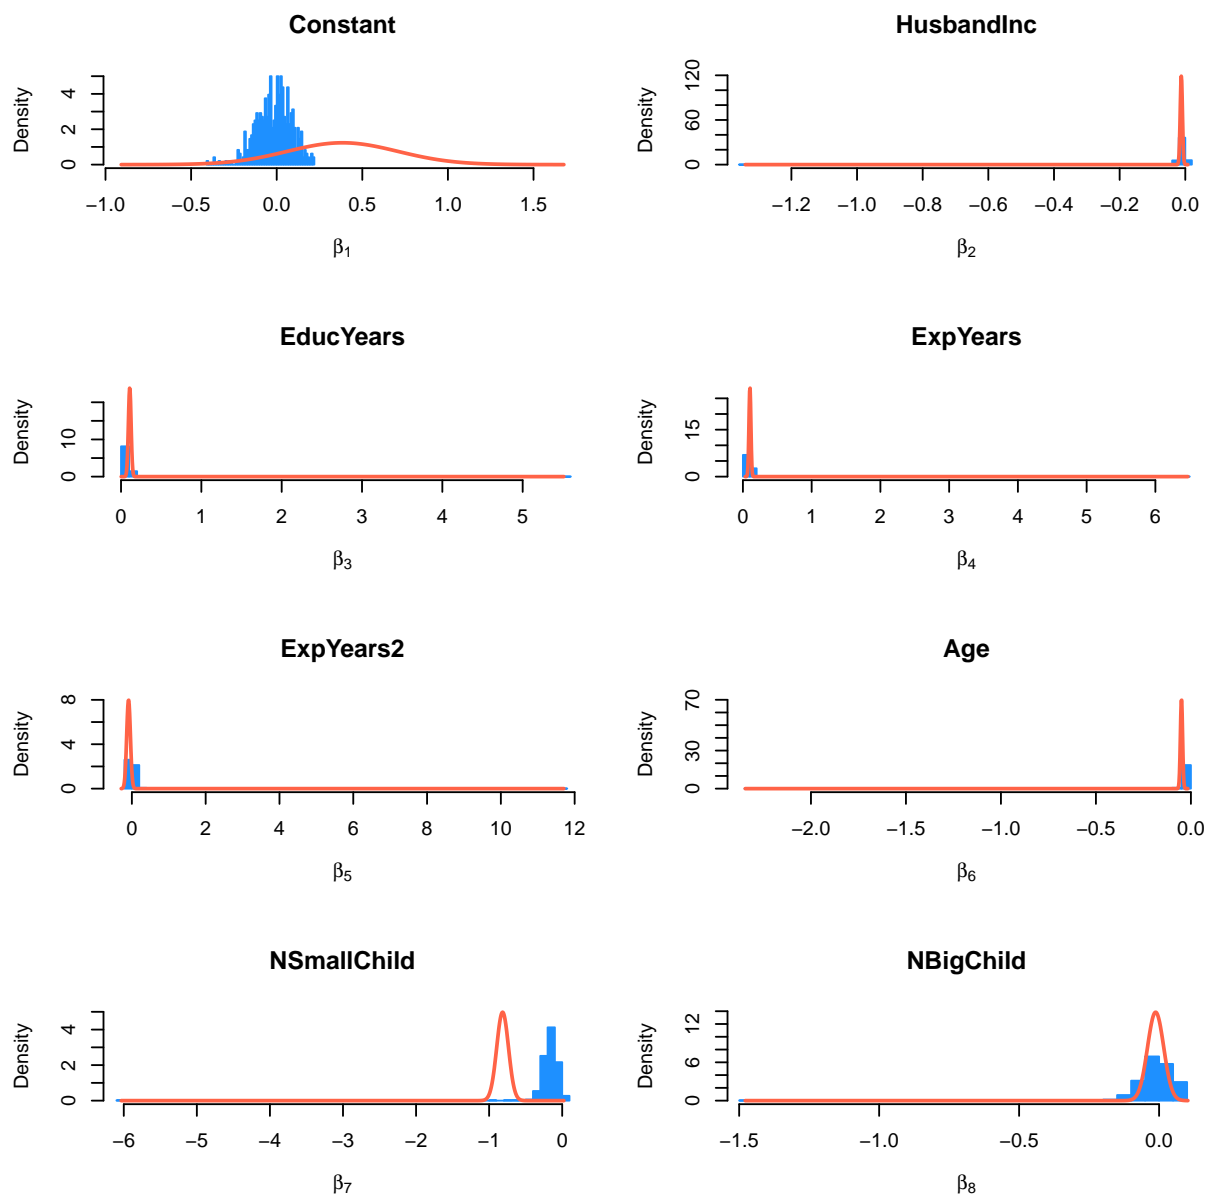 Constant
Density
0 2 4
−1.0 −0.5 0.0 0.5 1.0 1.5
β1
HusbandInc
Density
0 60 120
−1.2 −1.0 −0.8 −0.6 −0.4 −0.2 0.0
β2
EducYears
Density
0 10
0 1 2 3 4 5
β3
ExpYears
Density
0 15
0 1 2 3 4 5 6
β4
ExpYears2
Density
0 4 8
0 2 4 6 8 10 12
β5
Age
Density
0 30 70
−2.0 −1.5 −1.0 −0.5 0.0
β6
NSmallChild
Density
0 2 4
−6 −5 −4 −3 −2 −1 0
β7
NBigChild
Density
0 6 12
−1.5 −1.0 −0.5 0.0
β8